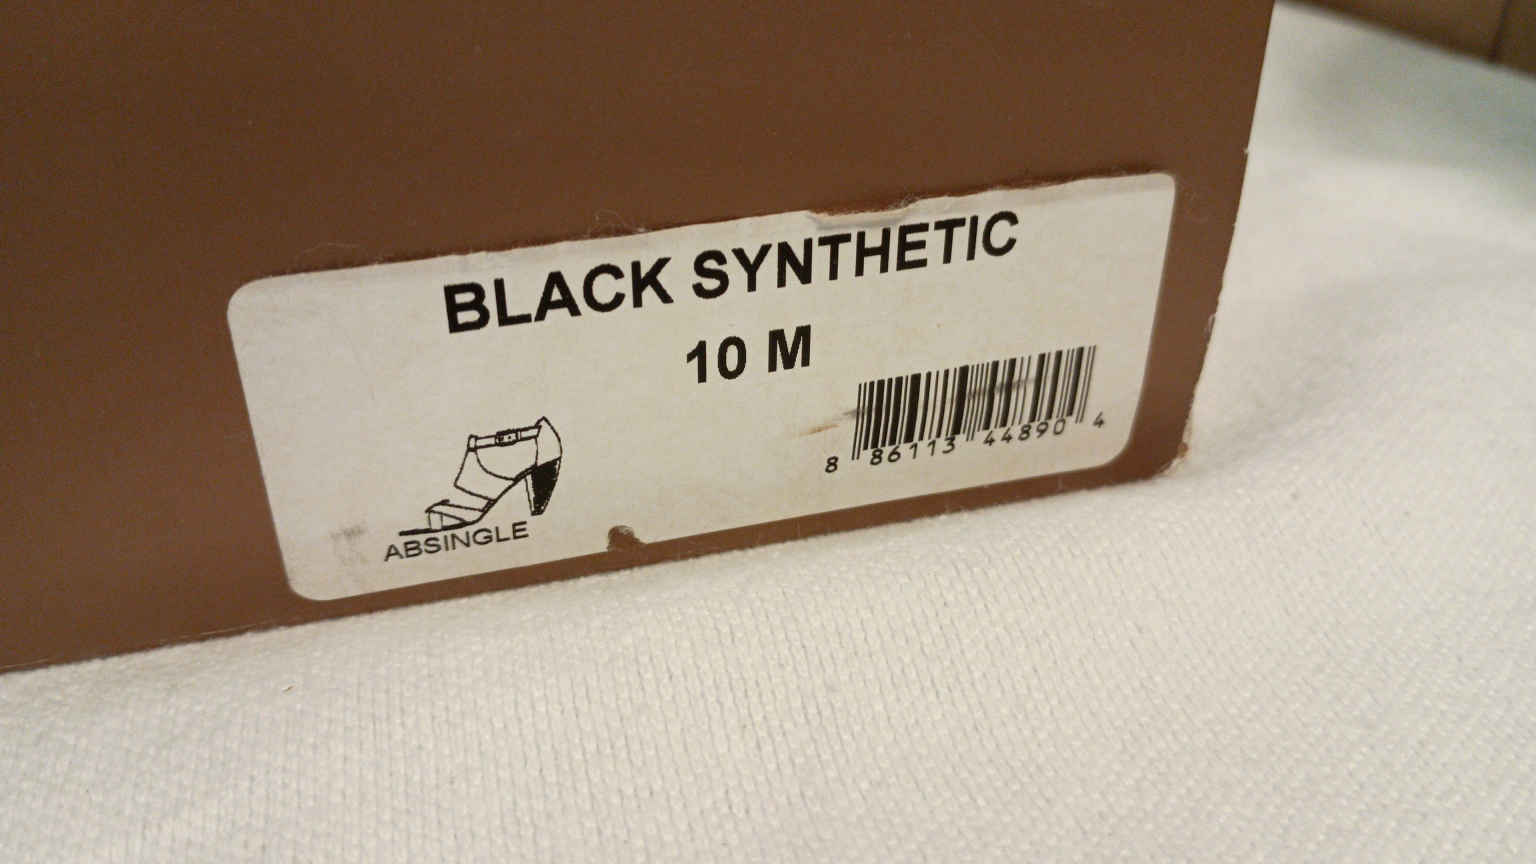 BLACK SYNTHETIC
10 M
8 86113 44890 4
ABSINGLE